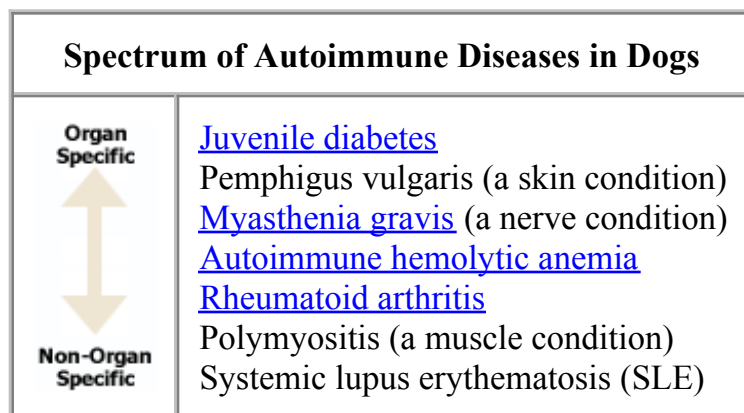 Spectrum of Autoimmune Diseases in Dogs
Organ
Specific
Non-Organ
Specific
Juvenile diabetes
Pemphigus vulgaris (a skin condition)
Myasthenia gravis (a nerve condition)
Autoimmune hemolytic anemia
Rheumatoid arthritis
Polymyositis (a muscle condition)
Systemic lupus erythematosis (SLE)